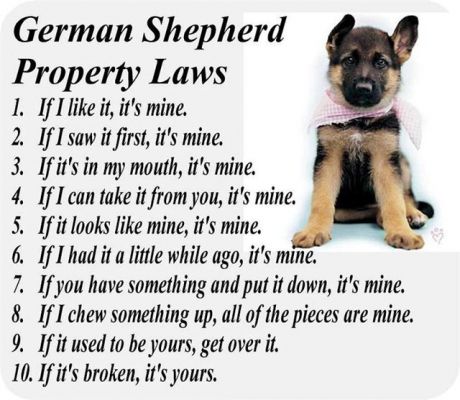 German Shepherd
Property Laws
1. If I like it, it's mine.
2. If I saw it first, it's mine.
3. If it's in my mouth, it's mine.
4. If I can take it from you, it's mine.
5. If it looks like mine, it's mine.
6. If I had it a little while ago, it's mine.
7. If you have something and put it down, it's mine.
8. If I chew something up, all of the pieces are mine.
9. If it used to be yours, get over it.
10. If it's broken, it's yours.